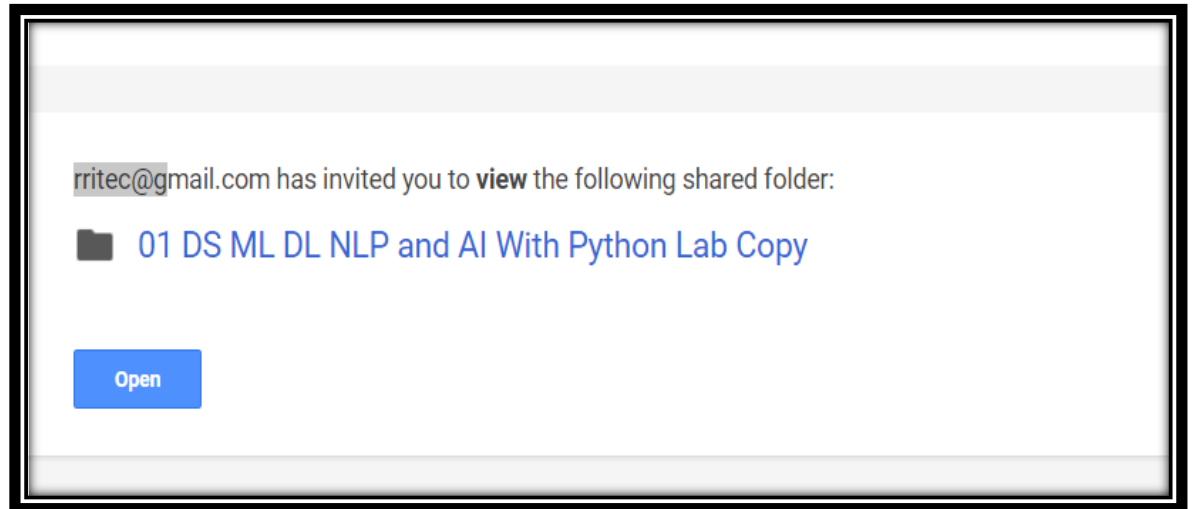 rritec@gmail.com has invited you to view the following shared folder:
01 DS ML DL NLP and AI With Python Lab Copy
Open